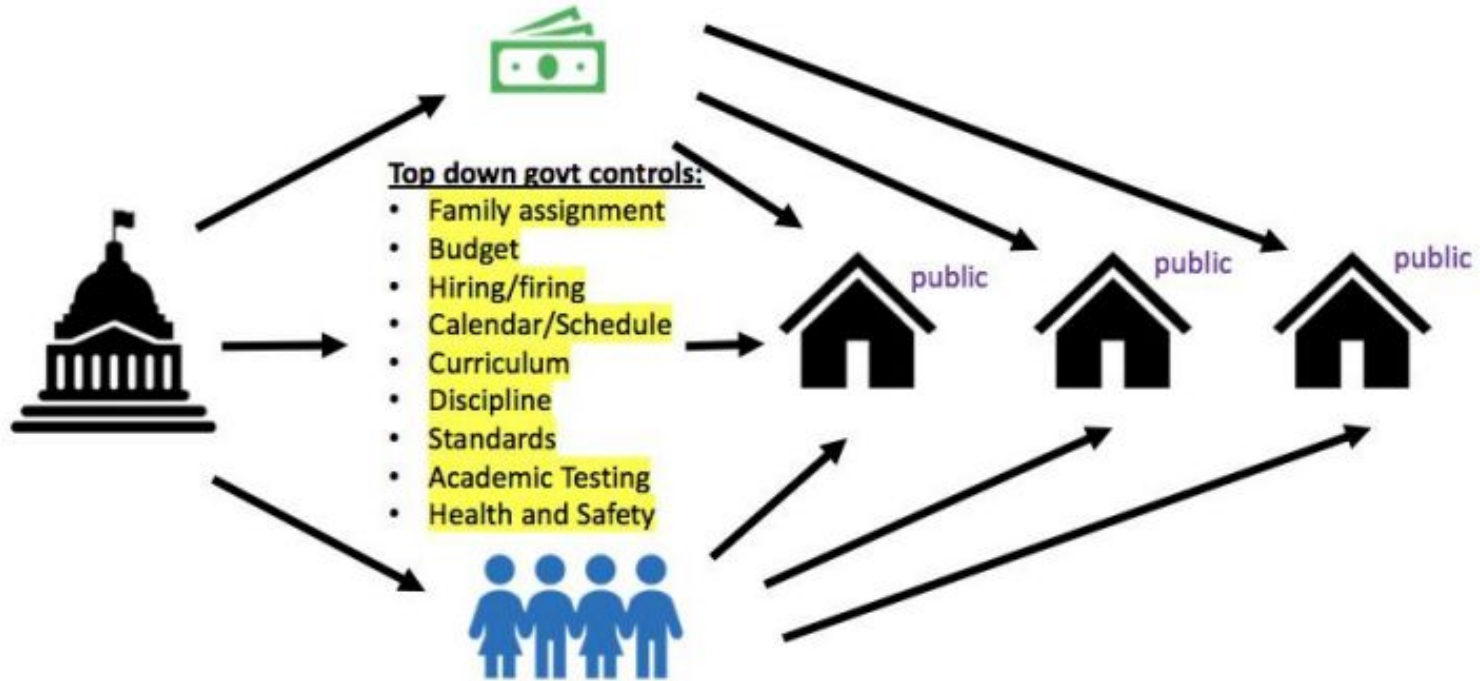 Top down govt controls:
• Family assignment
• Budget
• Hiring/firing
• Calendar/Schedule
• Curriculum
• Discipline
• Standards
• Academic Testing
• Health and Safety
public
public
public